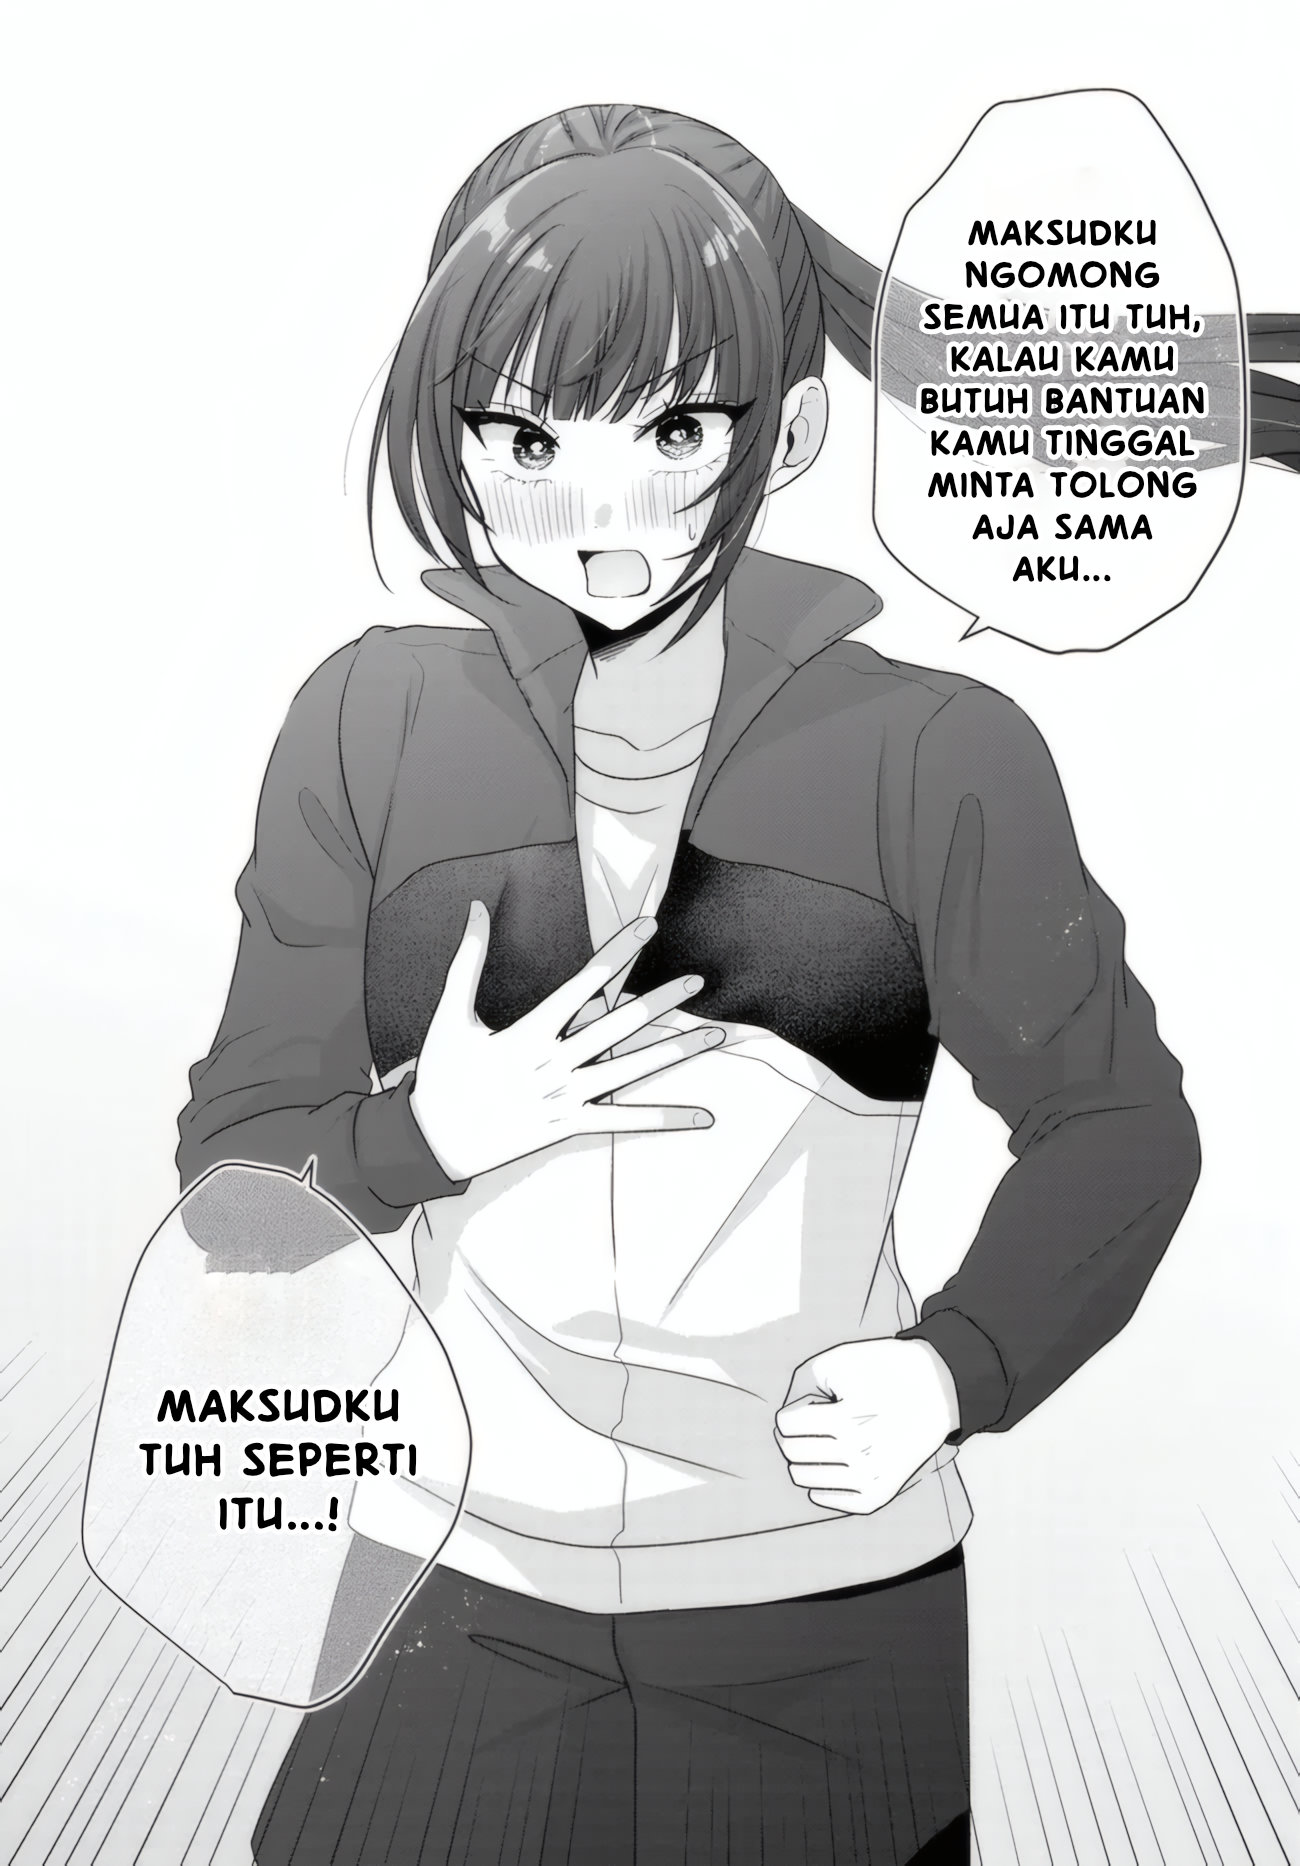 MAKSUDKU
NGOMONG
SEMUA ITU TUH,
KALAU KAMU
BUTUH BANTUAN
KAMU TINGGAL
MINTA TOLONG
AJA SAMA
AKU...
MAKSUDKU
TUH SEPERTI
ITU...!